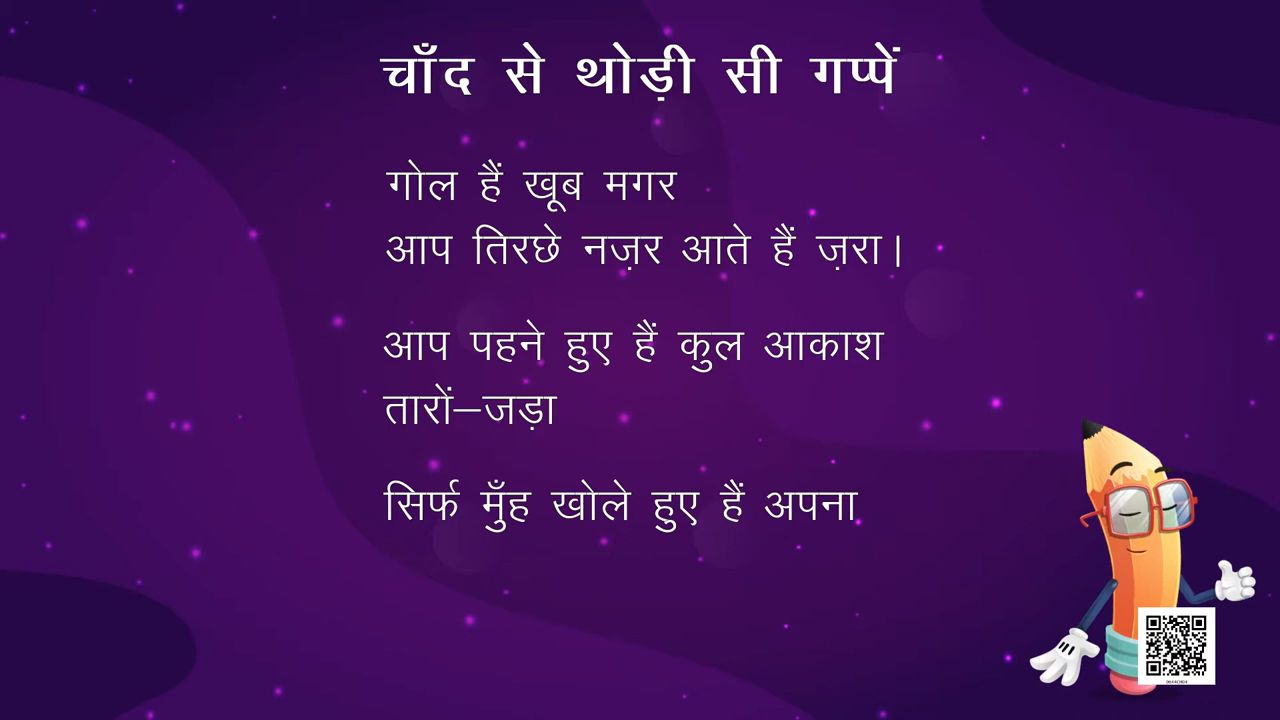 चाँद से थोड़ी सी गप्पें
गोल हैं खूब मगर
आप तिरछे नज़र आते हैं ज़रा।
आप पहने हुए हैं कुल आकाश
तारों–जड़ा
सिर्फ मुँह खोले हुए हैं अपना